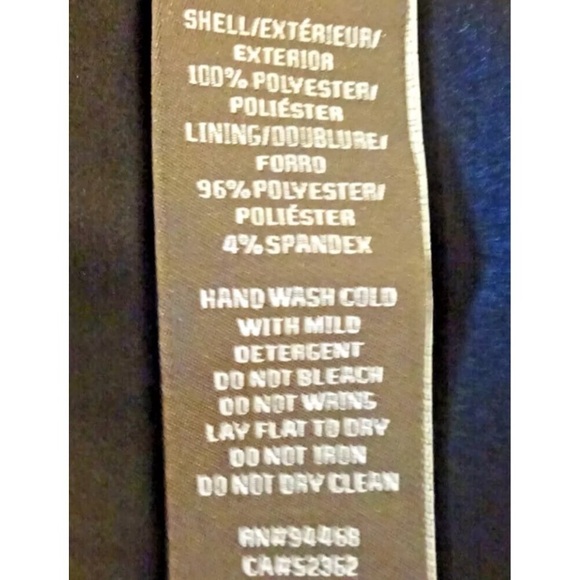 SHELL/EXTÉRIEUR/
EXTERIOR
100% POLYESTER/
POLIÉSTER
LINING/DOUBLURE/
FORRO
96% POLYESTER/
POLIÉSTER
4% SPANDEX
HAND WASH COLD
WITH MILD
DETERGENT
DO NOT BLEACH
DO NOT WRING
LAY FLAT TO DRY
DO NOT IRON
DO NOT DRY CLEAN
RN#94468
CA#52362